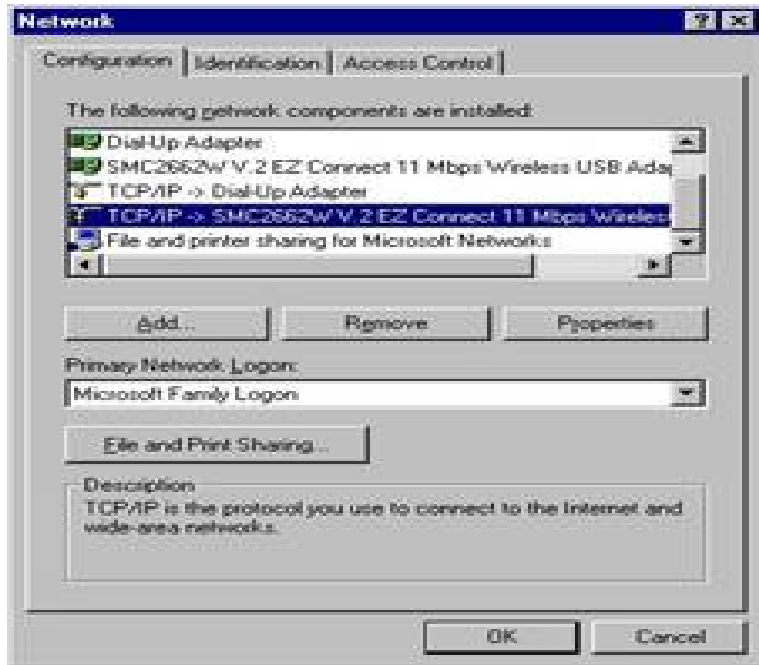 Network
Configuration Identification Access Control
The following network components are installed:
Dial-Up Adapter
SMC2662W V.2 EZ Connect 11 Mbps Wireless USB Adap
TCP/IP -> Dial-Up Adapter
TCP/IP -> SMC2662W V.2 EZ Connect 11 Mbps Wireless
File and printer sharing for Microsoft Networks
Add... Remove Properties
Primary Network Logon:
Microsoft Family Logon
File and Print Sharing...
Description
TCP/IP is the protocol you use to connect to the Internet and
wide-area networks.
OK Cancel